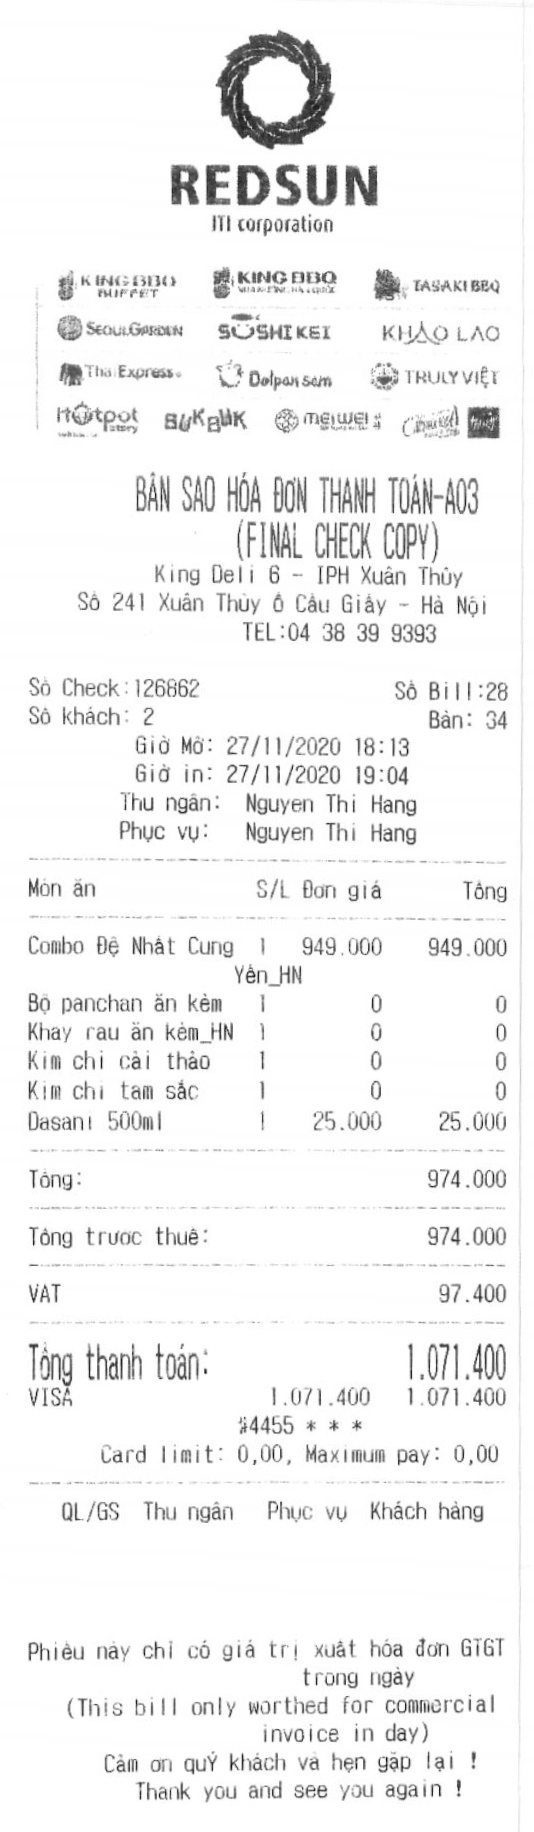 REDSUN
ITI corporation
KING BBQ BUFFET
KING BBQ
TASAKI BBQ
SEOUL GARDEN
SUSHI KEI
KHAO LAO
ThaiExpress
Dolpan sam
TRULY VIỆT
Hotpot story
BUK BUK
meiwei
BẢN SAO HÓA ĐƠN THANH TOÁN-A03
(FINAL CHECK COPY)
King Deli 6 - IPH Xuân Thủy
Số 241 Xuân Thủy Ô Cầu Giấy - Hà Nội
TEL:04 38 39 9393
Số Check:126862 Số Bill:28
Số khách: 2 Bàn: 34
Giờ Mở: 27/11/2020 18:13
Giờ in: 27/11/2020 19:04
Thu ngân: Nguyen Thi Hang
Phục vụ: Nguyen Thi Hang
Món ăn S/L Đơn giá Tổng
Combo Đệ Nhất Cung 1 949.000 949.000
Yến_HN
Bộ panchan ăn kèm 1 0 0
Khay rau ăn kèm_HN 1 0 0
Kim chi cải thảo 1 0 0
Kim chi tam sắc 1 0 0
Dasani 500ml 1 25.000 25.000
Tổng: 974.000
Tổng trước thuế: 974.000
VAT 97.400
Tổng thanh toán: 1.071.400
VISA 1.071.400 1.071.400
#4455 * * *
Card limit: 0,00, Maximum pay: 0,00
QL/GS Thu ngân Phục vụ Khách hàng
Phiếu này chỉ có giá trị xuất hóa đơn GTGT
trong ngày
(This bill only worthed for commercial
invoice in day)
Cảm ơn quý khách và hẹn gặp lại !
Thank you and see you again !